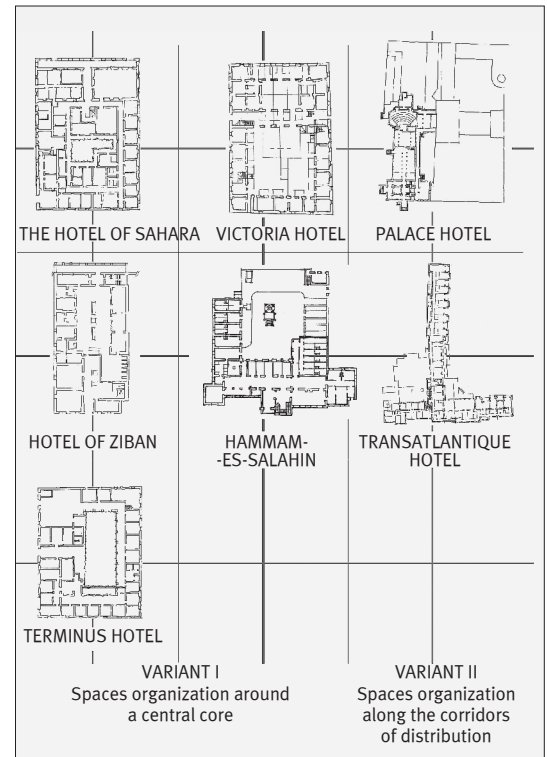 THE HOTEL OF SAHARA
VICTORIA HOTEL
PALACE HOTEL
HOTEL OF ZIBAN
HAMMAM-
-ES-SALAHIN
TRANSATLANTIQUE
HOTEL
TERMINUS HOTEL
VARIANT I
Spaces organization around
a central core
VARIANT II
Spaces organization
along the corridors
of distribution